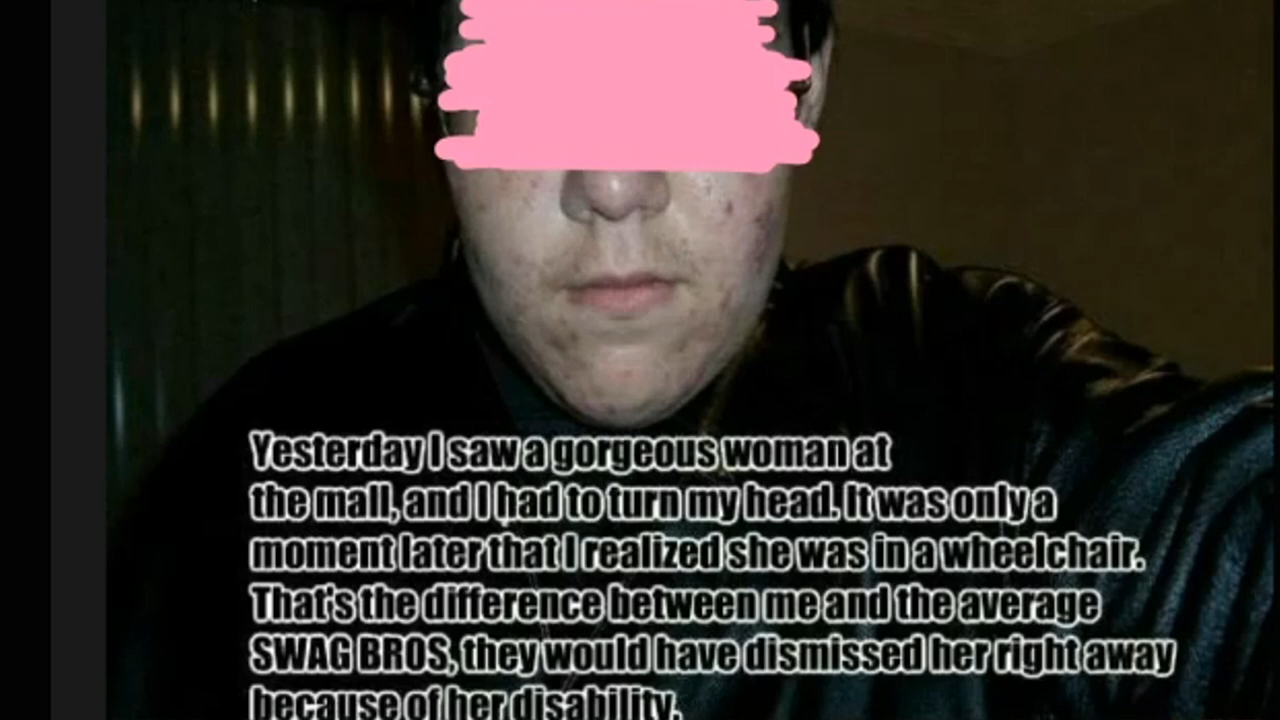 Yesterday I saw a gorgeous woman at
the mall, and I had to turn my head. It was only a
moment later that I realized she was in a wheelchair.
That's the difference between me and the average
SWAG BROS, they would have dismissed her right away
because of her disability.